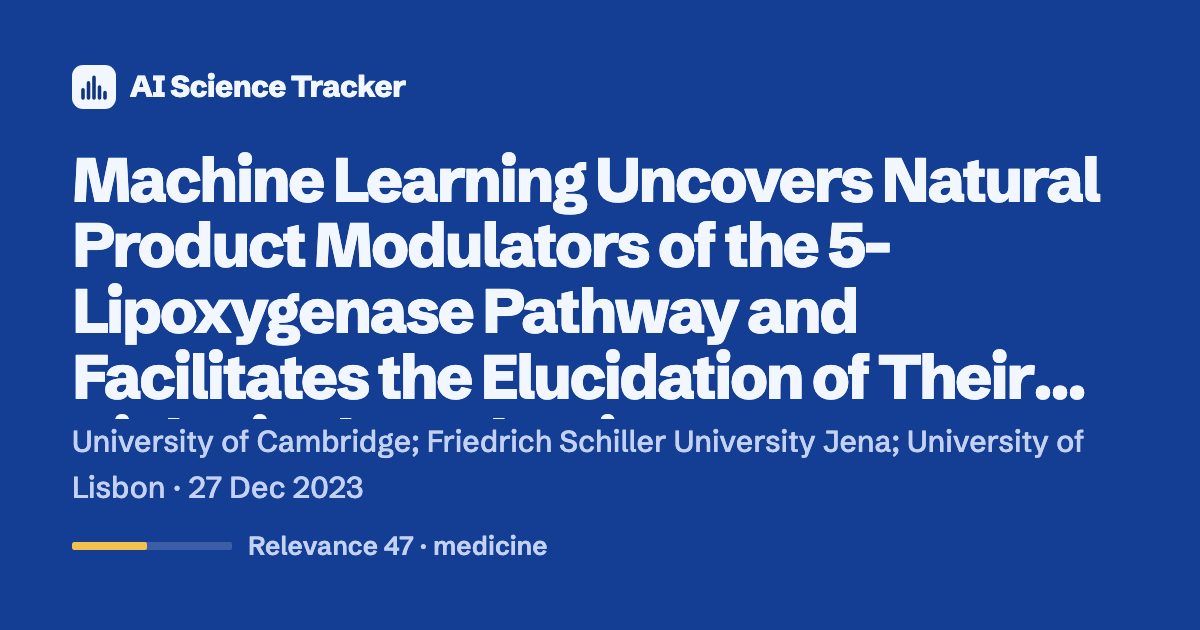 AI Science Tracker
Machine Learning Uncovers Natural
Product Modulators of the 5-
Lipoxygenase Pathway and
Facilitates the Elucidation of Their...
University of Cambridge; Friedrich Schiller University Jena; University of
Lisbon · 27 Dec 2023
Relevance 47 · medicine